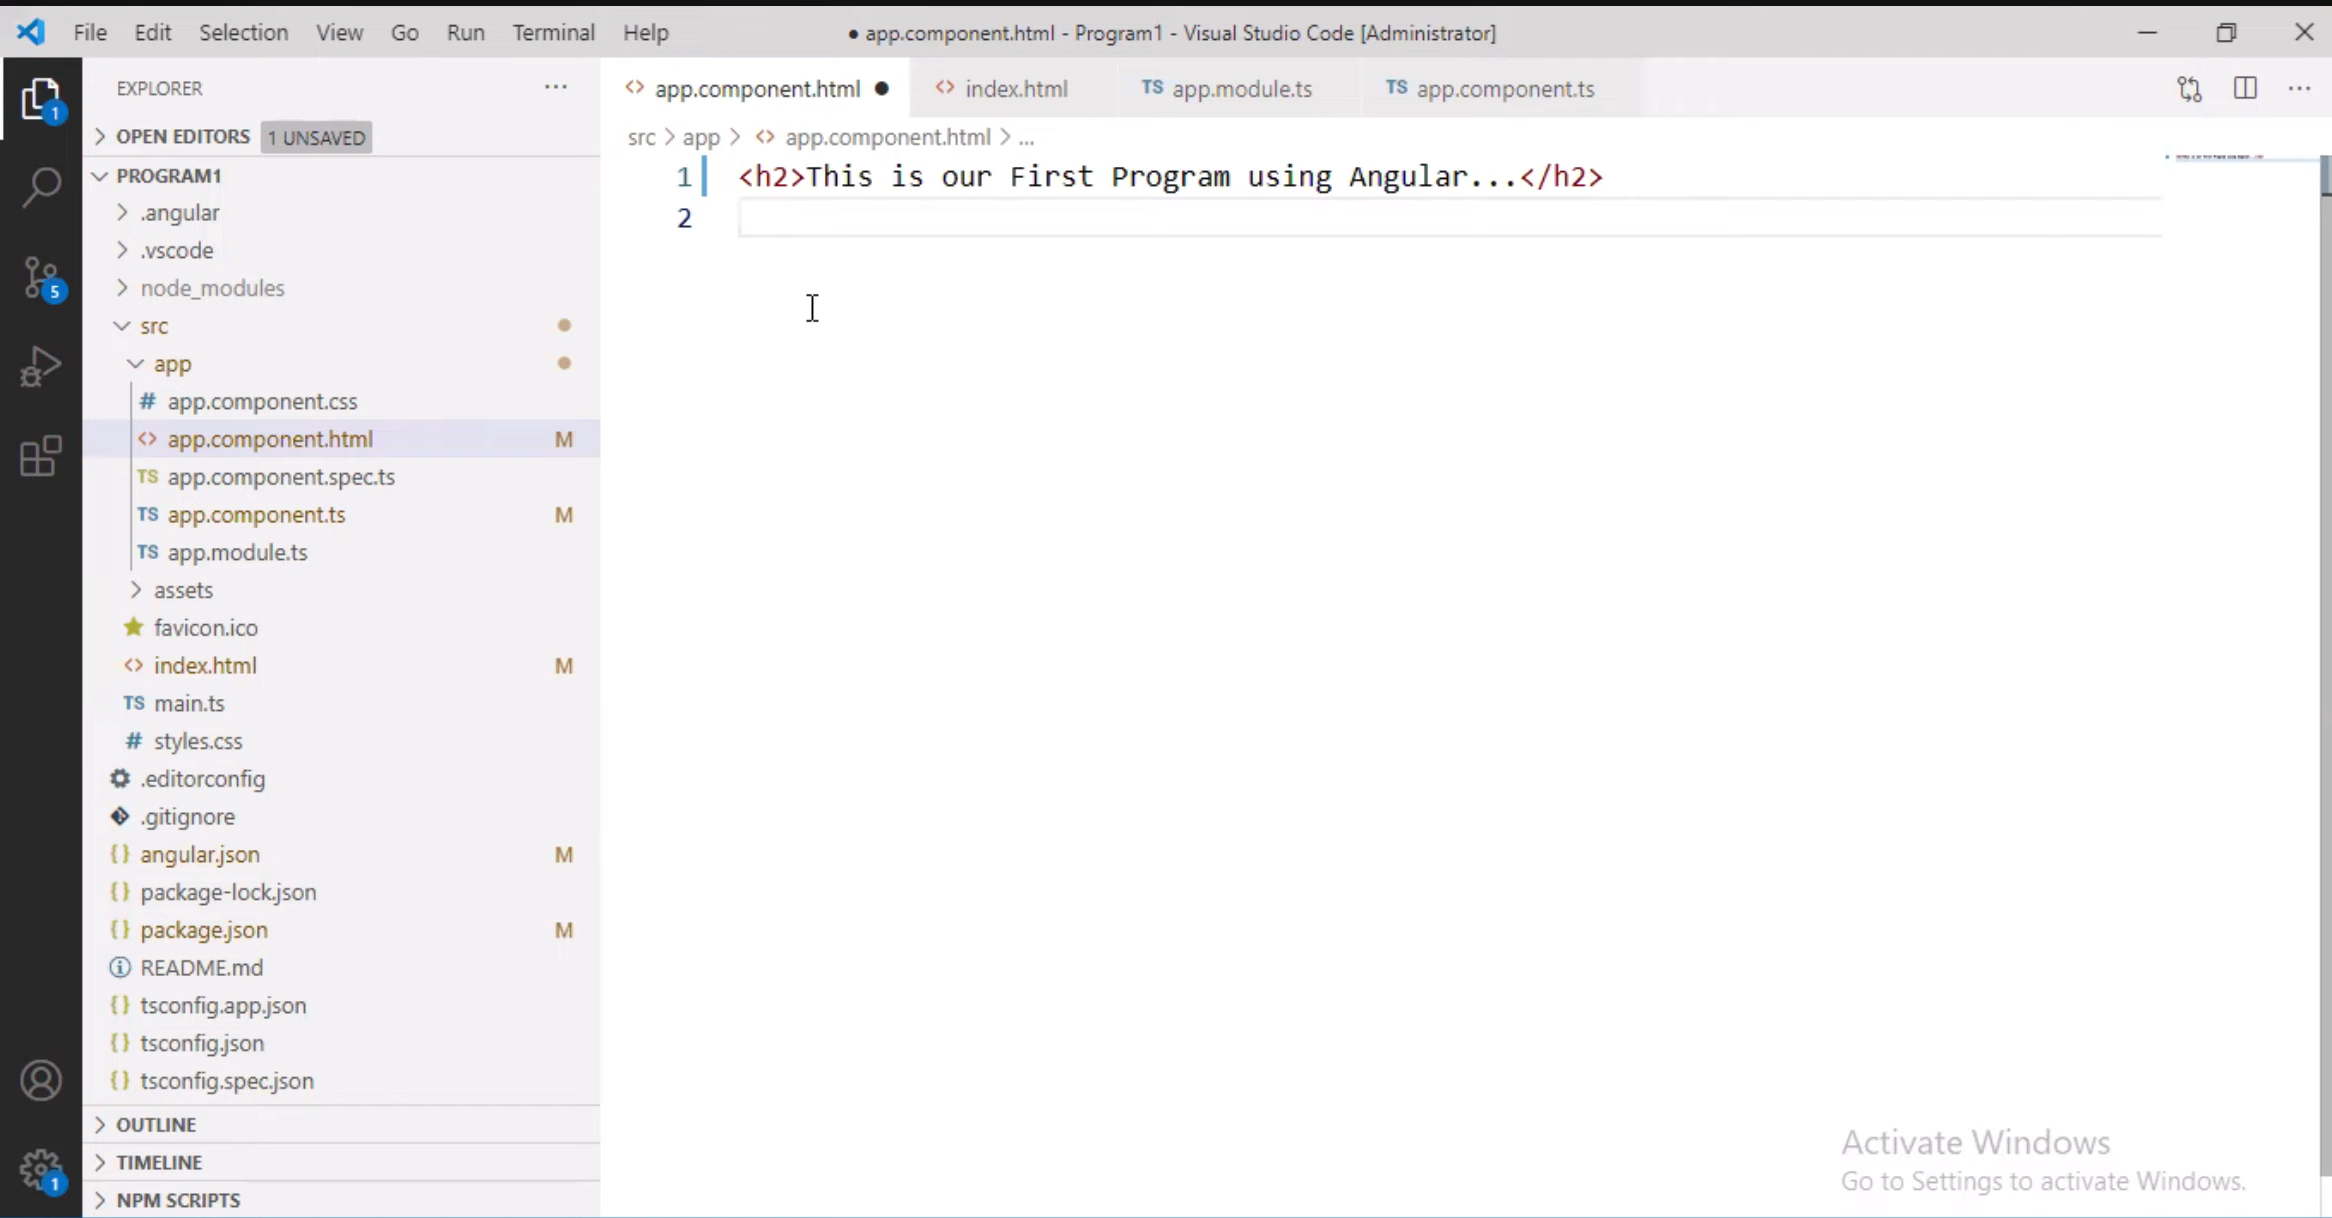 File Edit Selection View Go Run Terminal Help ● app.component.html - Program1 - Visual Studio Code [Administrator]
EXPLORER ...
OPEN EDITORS 1 UNSAVED
PROGRAM1
.angular
.vscode
node_modules
src
app
# app.component.css
<> app.component.html M
TS app.component.spec.ts
TS app.component.ts M
TS app.module.ts
assets
favicon.ico
<> index.html M
TS main.ts
# styles.css
.editorconfig
.gitignore
{} angular.json M
{} package-lock.json
{} package.json M
README.md
{} tsconfig.app.json
{} tsconfig.json
{} tsconfig.spec.json
OUTLINE
TIMELINE
NPM SCRIPTS
1
5
1
<> app.component.html ● <> index.html TS app.module.ts TS app.component.ts
src > app > <> app.component.html > ...
1 <h2>This is our First Program using Angular...</h2>
2
Activate Windows
Go to Settings to activate Windows.